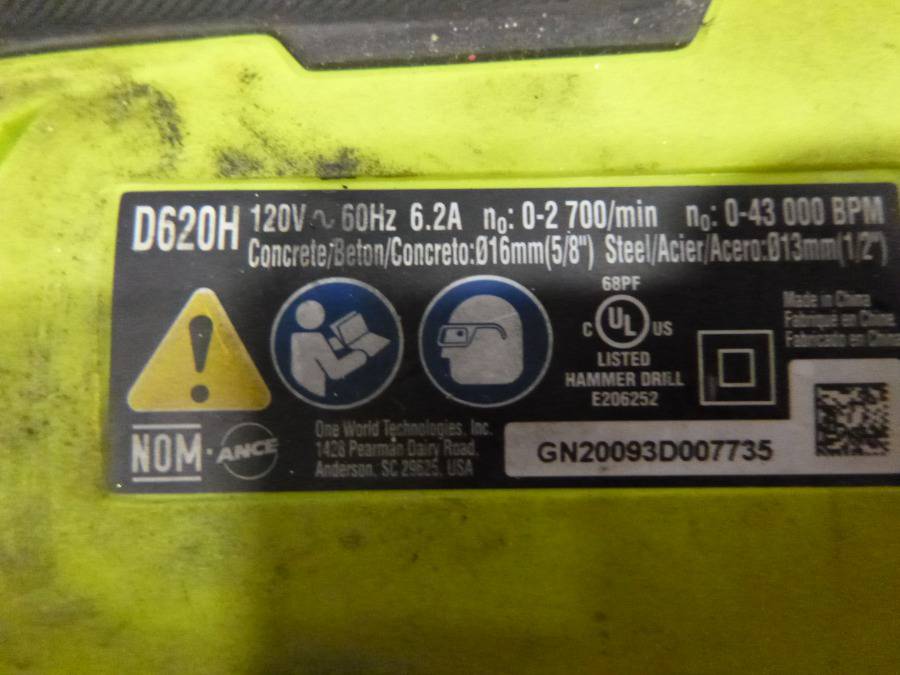 D620H 120V ~ 60Hz 6.2A n₀: 0-2 700/min n₀: 0-43 000 BPM
Concrete/Beton/Concreto:Ø16mm(5/8") Steel/Acier/Acero:Ø13mm(1/2")
68PF
C UL US
LISTED
HAMMER DRILL
E206252
Made in China
Fabriqué en Chine
Fabricado en China
NOM·ANCE
One World Technologies, Inc.
1428 Pearman Dairy Road,
Anderson, SC 29625, USA
GN20093D007735